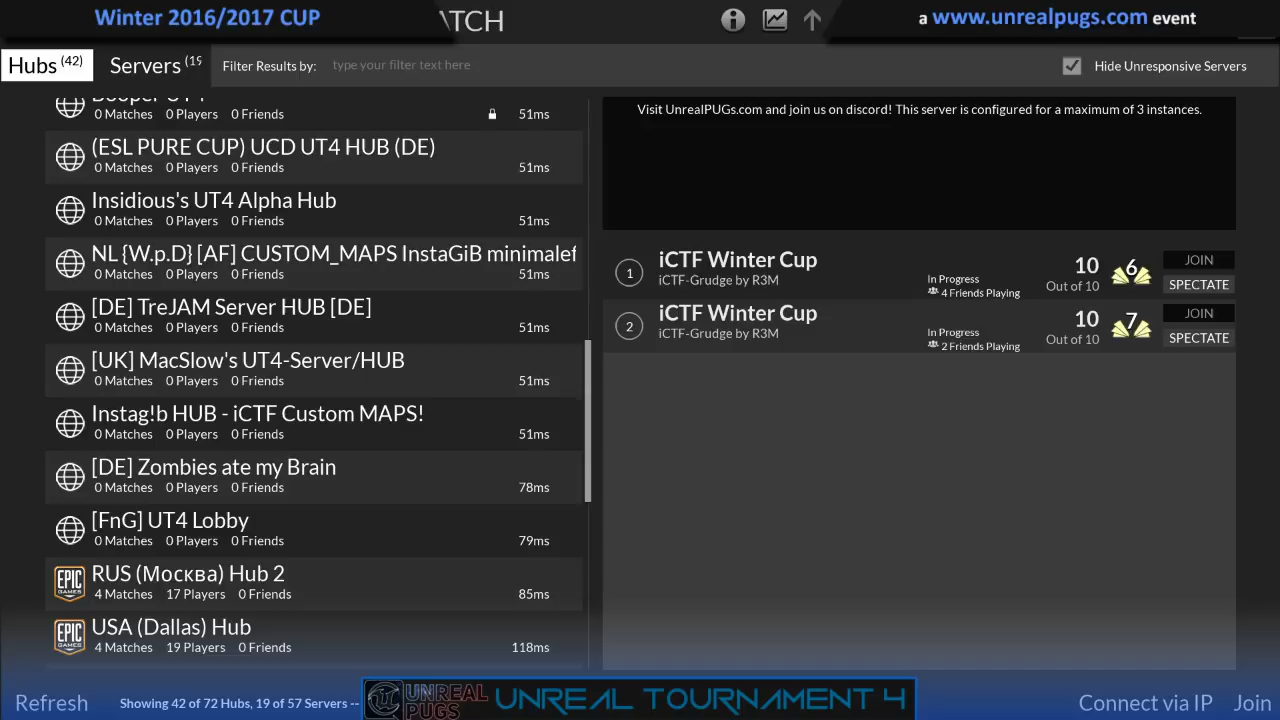 Winter 2016/2017 CUP
ATCH
a www.unrealpugs.com event
Hubs (42)
Servers (19
Filter Results by: type your filter text here
Hide Unresponsive Servers
0 Matches 0 Players 0 Friends 51ms
(ESL PURE CUP) UCD UT4 HUB (DE)
0 Matches 0 Players 0 Friends 51ms
Insidious's UT4 Alpha Hub
0 Matches 0 Players 0 Friends 51ms
NL {W.p.D} [AF] CUSTOM_MAPS InstaGiB minimalef
0 Matches 0 Players 0 Friends 51ms
[DE] TreJAM Server HUB [DE]
0 Matches 0 Players 0 Friends 51ms
[UK] MacSlow's UT4-Server/HUB
0 Matches 0 Players 0 Friends 51ms
Instag!b HUB - iCTF Custom MAPS!
0 Matches 0 Players 0 Friends 51ms
[DE] Zombies ate my Brain
0 Matches 0 Players 0 Friends 78ms
[FnG] UT4 Lobby
0 Matches 0 Players 0 Friends 79ms
EPIC GAMES
RUS (Москва) Hub 2
4 Matches 17 Players 0 Friends 85ms
EPIC GAMES
USA (Dallas) Hub
4 Matches 19 Players 0 Friends 118ms
Visit UnrealPUGs.com and join us on discord! This server is configured for a maximum of 3 instances.
1
iCTF Winter Cup
iCTF-Grudge by R3M
In Progress
4 Friends Playing
10
Out of 10
6
JOIN
SPECTATE
2
iCTF Winter Cup
iCTF-Grudge by R3M
In Progress
2 Friends Playing
10
Out of 10
7
JOIN
SPECTATE
Refresh
Showing 42 of 72 Hubs, 19 of 57 Servers --
UNREAL PUGS
UNREAL TOURNAMENT 4
Connect via IP
Join